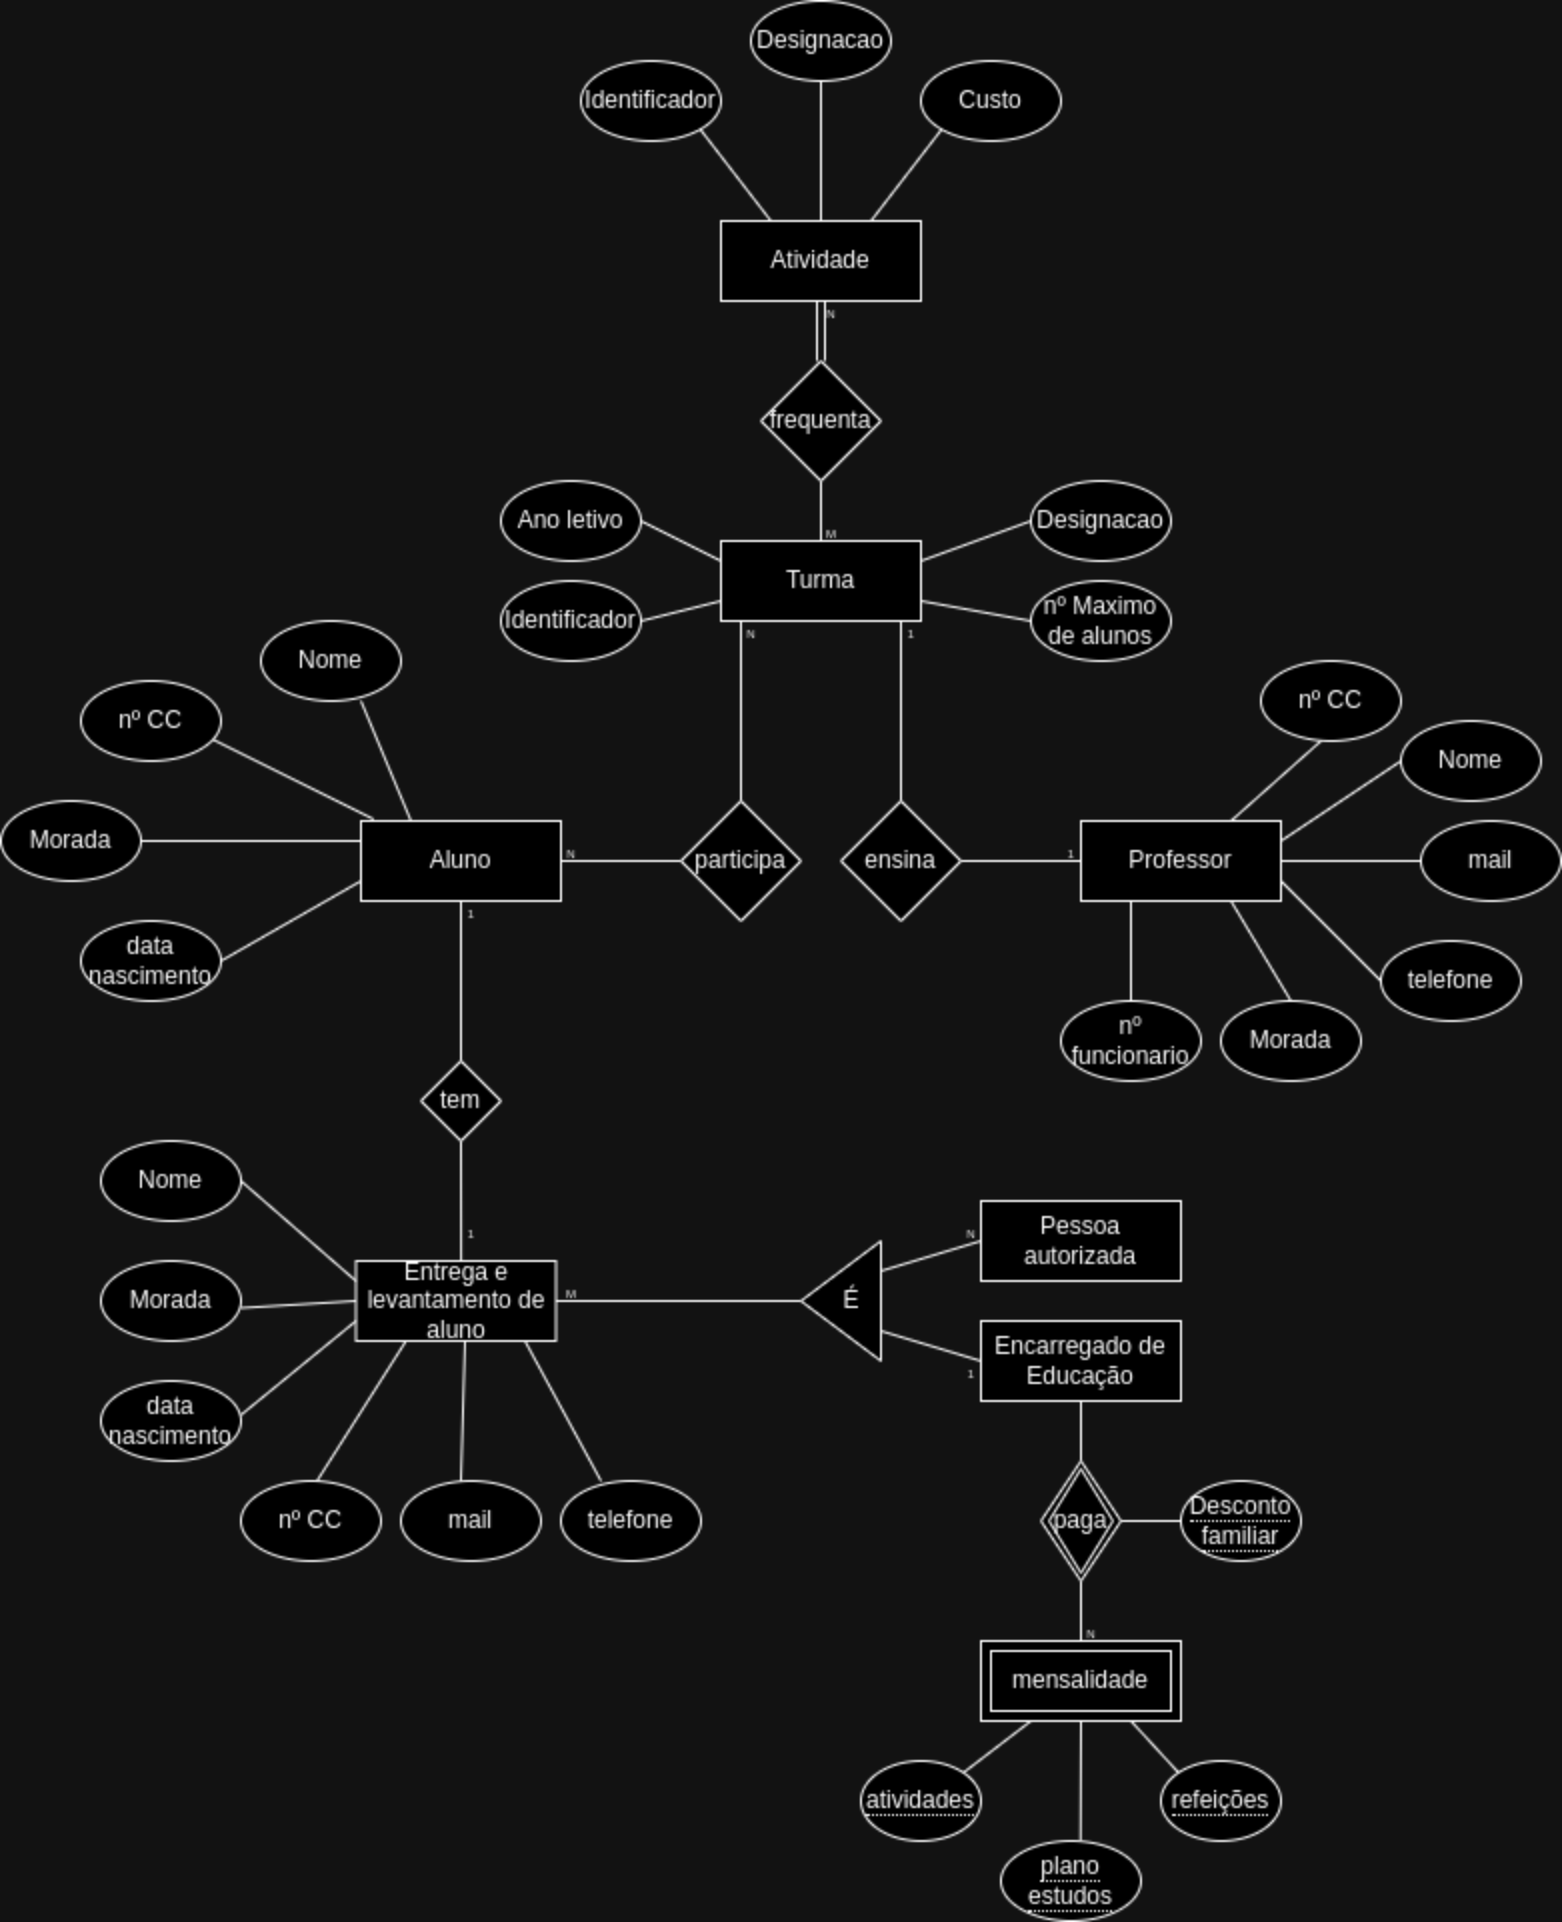 Designacao
Identificador
Custo
Atividade
N
frequenta
Ano letivo
Designacao
M
Turma
Identificador
nº Maximo
de alunos
N
1
Nome
nº CC
nº CC
Nome
Morada
Aluno
N
participa
ensina
1
Professor
mail
1
data
nascimento
telefone
nº
funcionario
Morada
tem
Nome
1
Pessoa
autorizada
N
Morada
Entrega e
levantamento de
aluno
M
É
Encarregado de
Educação
1
data
nascimento
nº CC
mail
telefone
paga
Desconto
familiar
N
mensalidade
atividades
refeições
plano
estudos